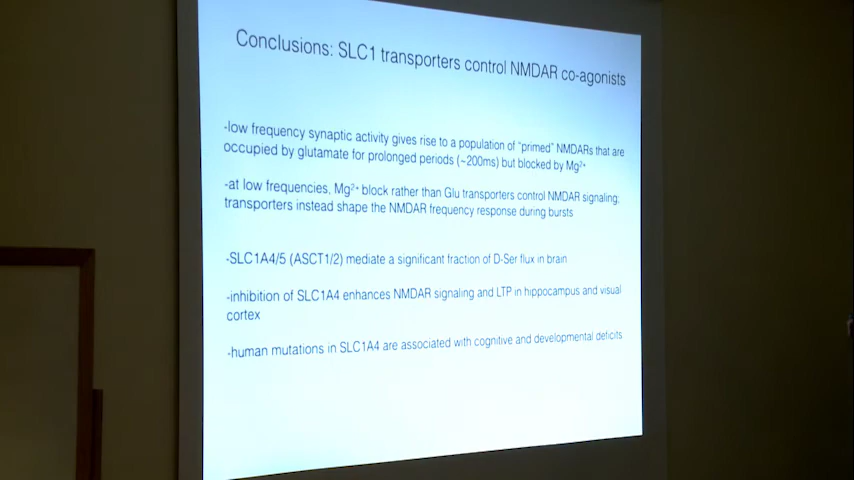 Conclusions: SLC1 transporters control NMDAR co-agonists
-low frequency synaptic activity gives rise to a population of "primed" NMDARs that are
occupied by glutamate for prolonged periods (~200ms) but blocked by Mg²⁺
-at low frequencies, Mg²⁺ block rather than Glu transporters control NMDAR signaling;
transporters instead shape the NMDAR frequency response during bursts
-SLC1A4/5 (ASCT1/2) mediate a significant fraction of D-Ser flux in brain
-inhibition of SLC1A4 enhances NMDAR signaling and LTP in hippocampus and visual
cortex
-human mutations in SLC1A4 are associated with cognitive and developmental deficits